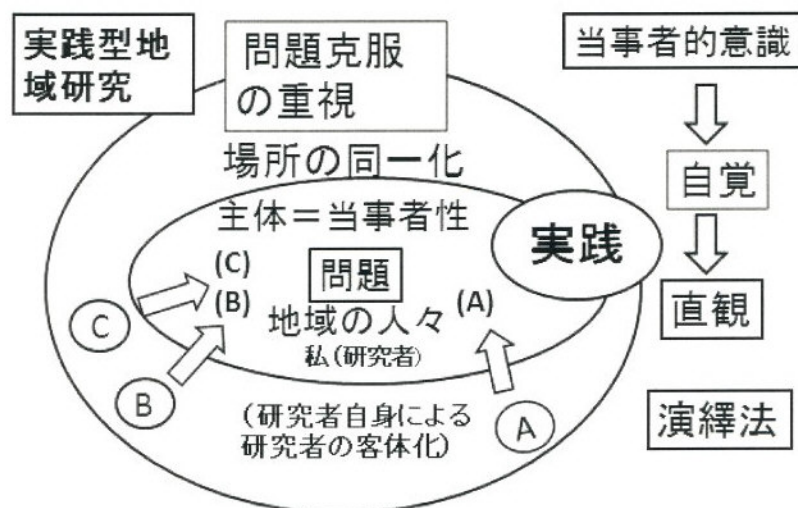 実践型地
域研究
問題克服
の重視
当事者的意識
場所の同一化
自覚
主体＝当事者性
実践
(C)
問題
(B)
(A)
地域の人々
直観
私（研究者）
C
B
A
（研究者自身による
研究者の客体化）
演繹法